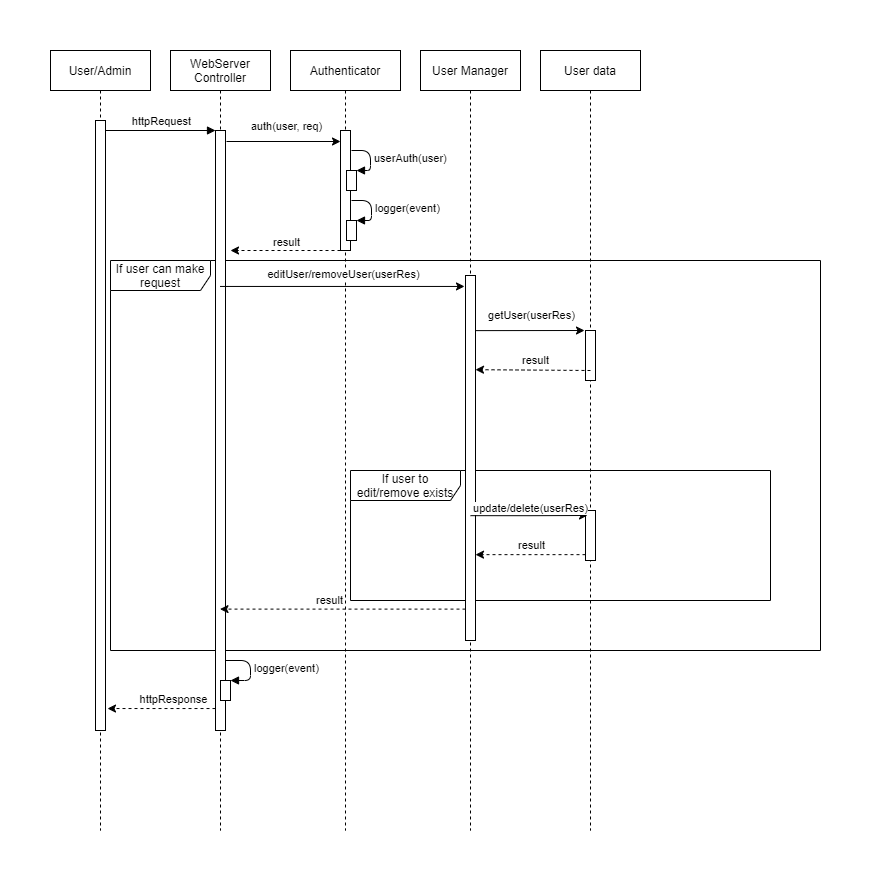 User/Admin
WebServer
Controller
Authenticator
User Manager
User data
httpRequest
auth(user, req)
userAuth(user)
logger(event)
result
If user can make
request
editUser/removeUser(userRes)
getUser(userRes)
result
If user to
edit/remove exists
update/delete(userRes)
result
result
logger(event)
httpResponse